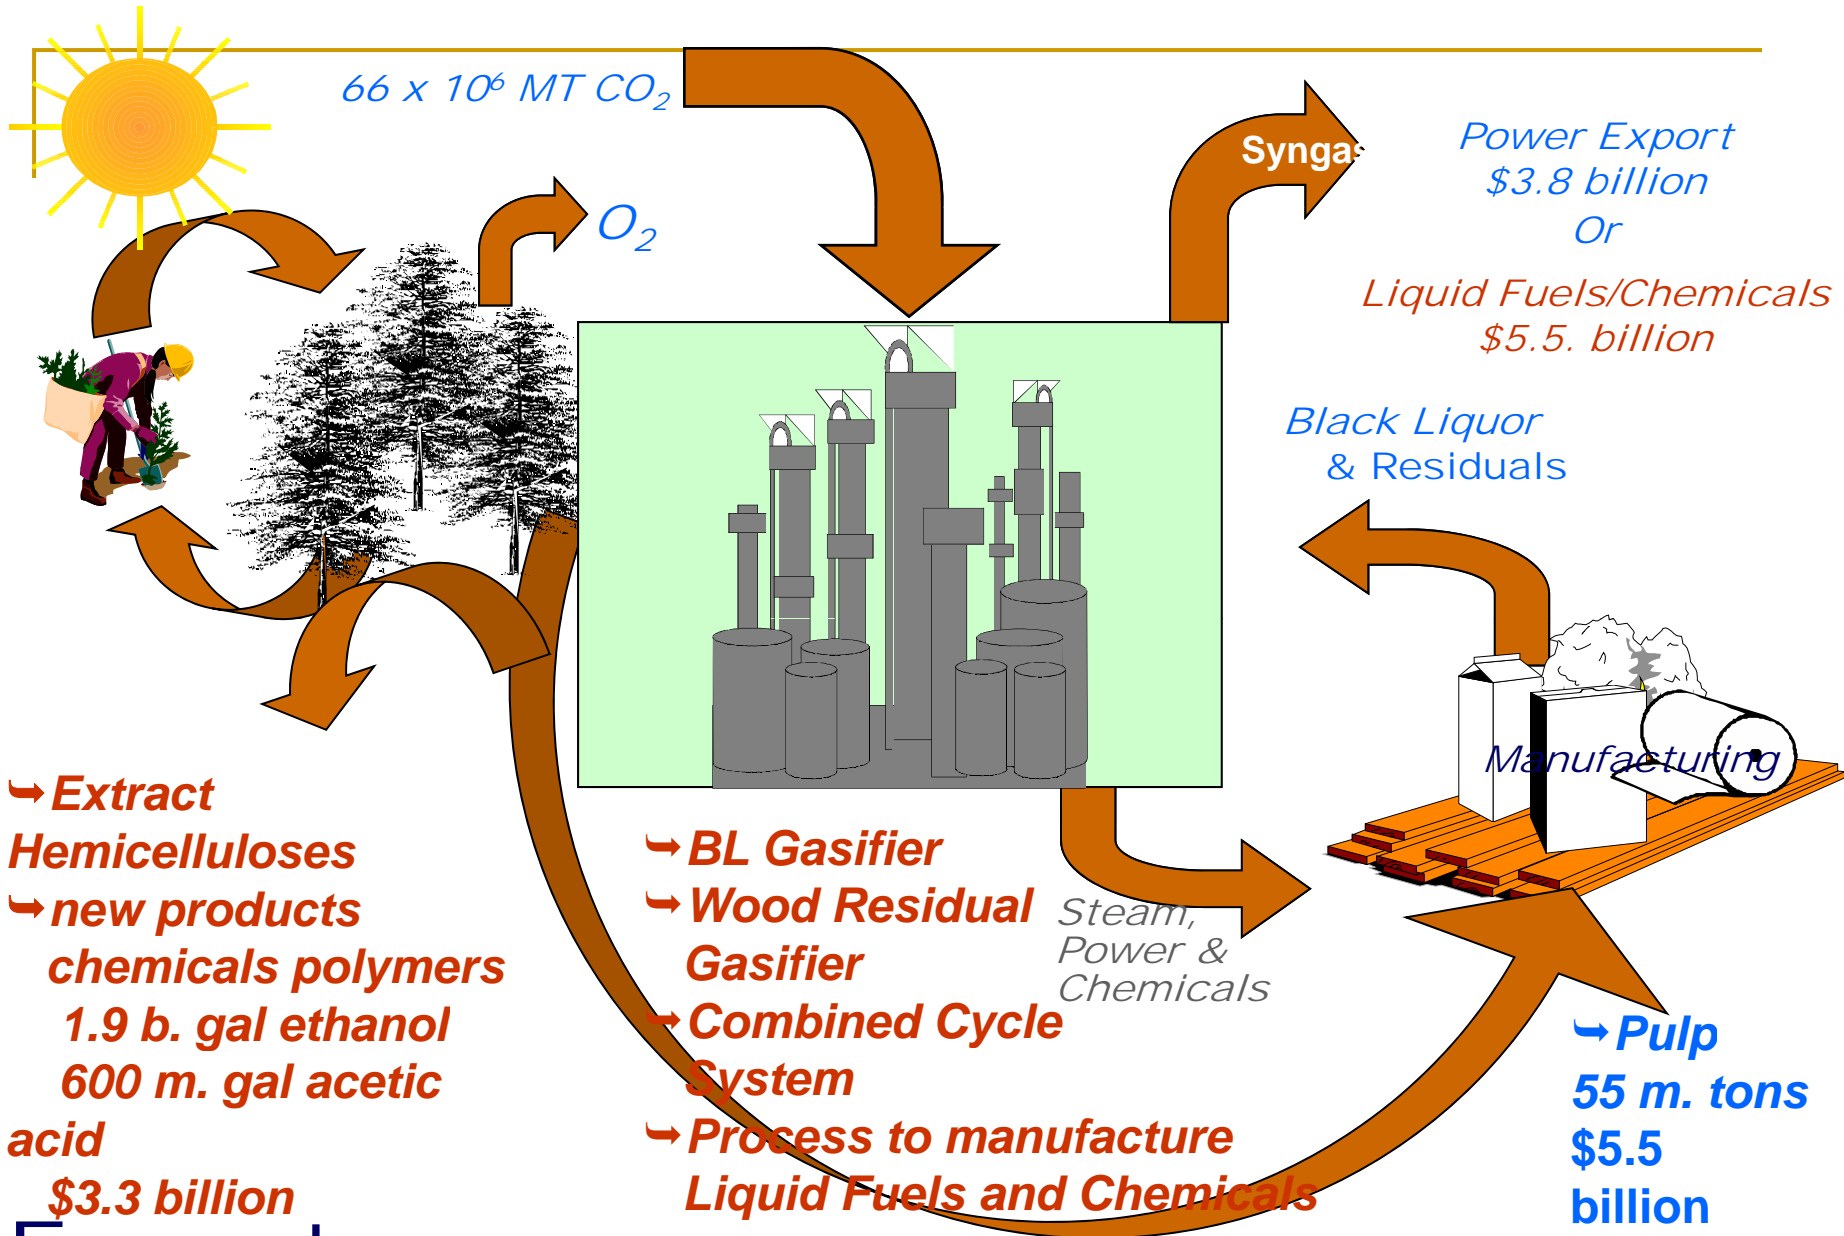 66 x 10⁶ MT CO₂
O₂
Syngas
Power Export
$3.8 billion
Or
Liquid Fuels/Chemicals
$5.5. billion
Black Liquor
& Residuals
Manufacturing
Steam,
Power &
Chemicals
Extract
Hemicelluloses
new products
chemicals polymers
1.9 b. gal ethanol
600 m. gal acetic
acid
$3.3 billion
BL Gasifier
Wood Residual
Gasifier
Combined Cycle
System
Process to manufacture
Liquid Fuels and Chemicals
Pulp
55 m. tons
$5.5
billion